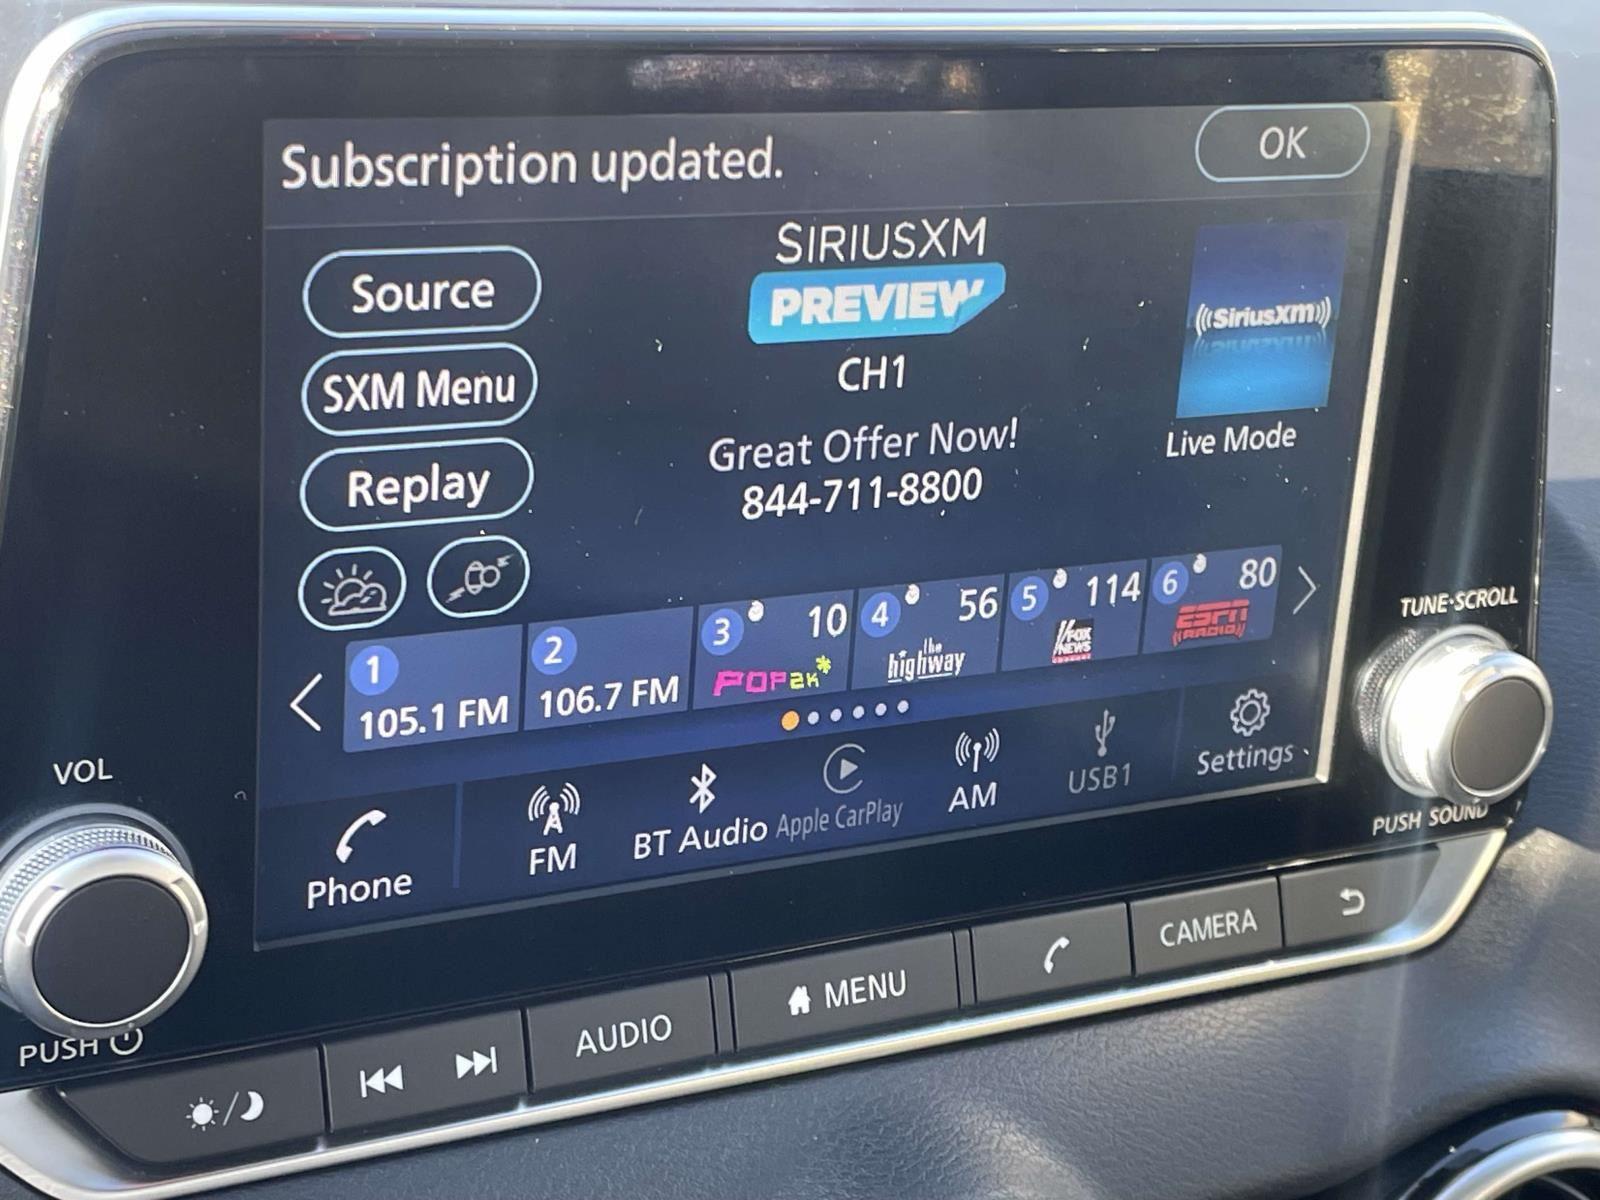 Subscription updated.
OK
Source
SXM Menu
Replay
SIRIUSXM
PREVIEW
CH1
Great Offer Now!
844-711-8800
((SiriusXm))
Live Mode
1
105.1 FM
2
106.7 FM
3 10
POP2K*
4 56
the
highway
5 114
FOX
NEWS
6 80
ESPN
((RADIO))
Phone
FM
BT Audio
Apple CarPlay
AM
USB1
Settings
VOL
PUSH
TUNE·SCROLL
PUSH SOUND
AUDIO
MENU
CAMERA